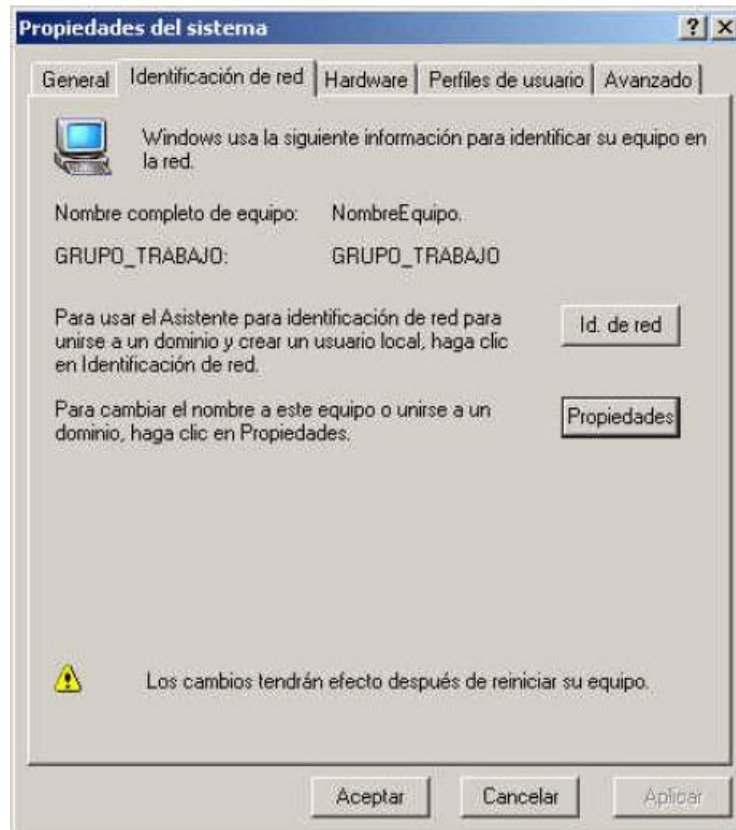 Propiedades del sistema
General Identificación de red Hardware Perfiles de usuario Avanzado
Windows usa la siguiente información para identificar su equipo en
la red.
Nombre completo de equipo: NombreEquipo.
GRUPO_TRABAJO: GRUPO_TRABAJO
Para usar el Asistente para identificación de red para
unirse a un dominio y crear un usuario local, haga clic
en Identificación de red.
Id. de red
Para cambiar el nombre a este equipo o unirse a un
dominio, haga clic en Propiedades.
Propiedades
Los cambios tendrán efecto después de reiniciar su equipo.
Aceptar Cancelar Aplicar